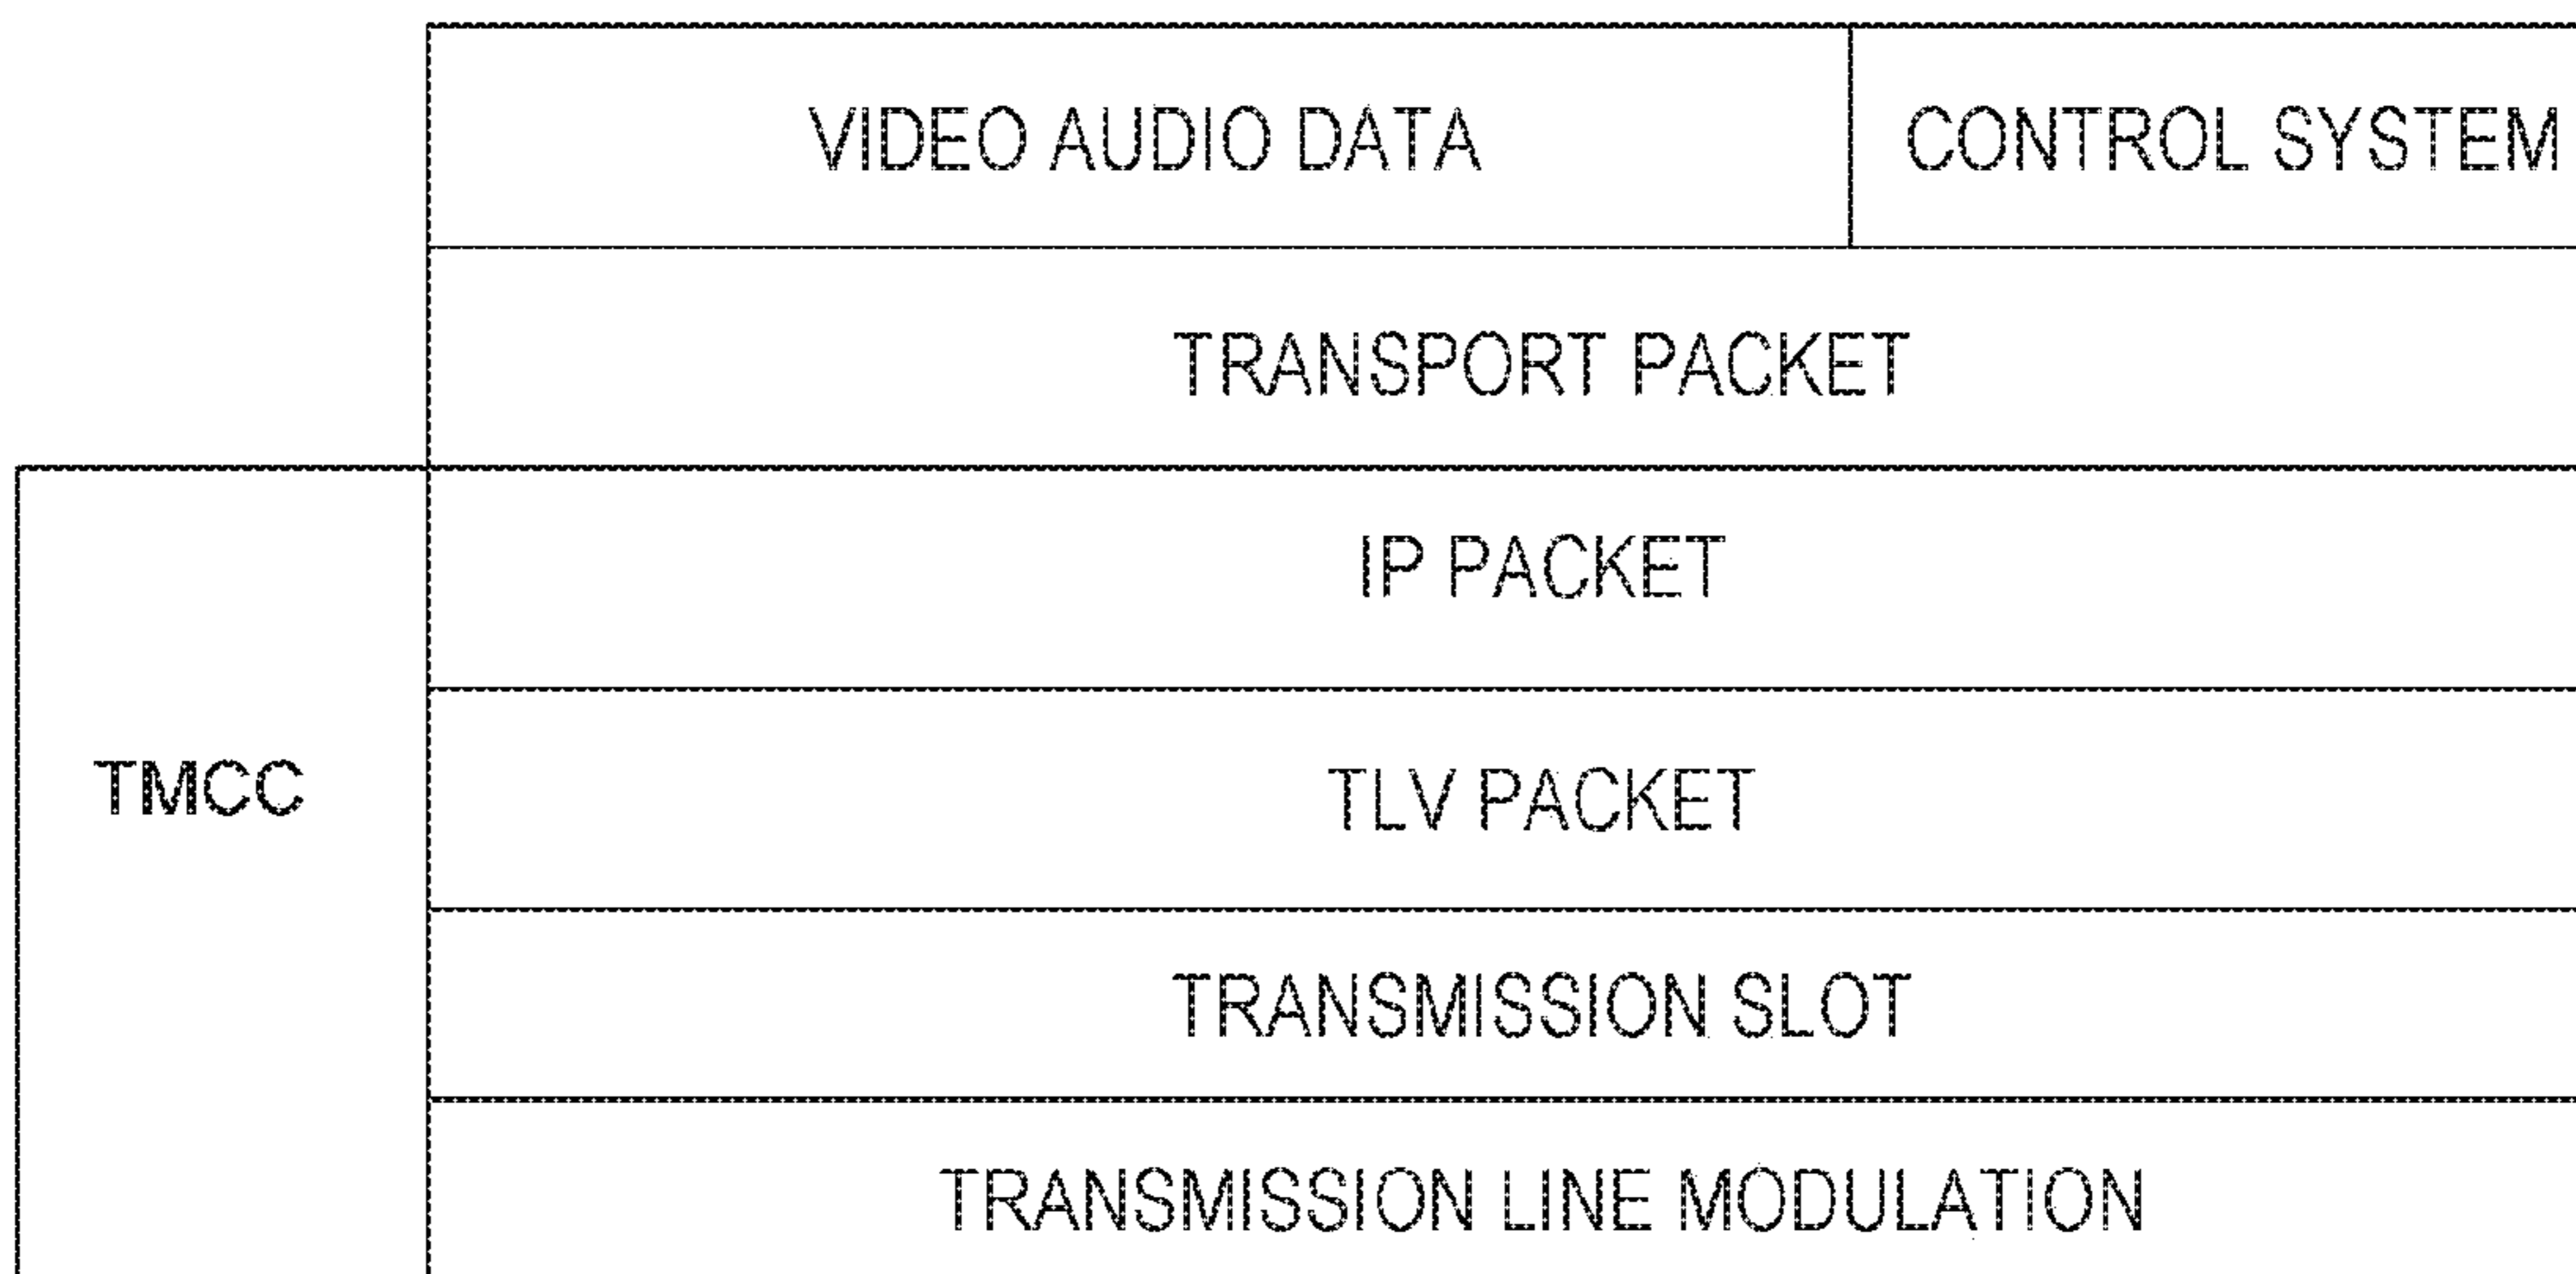 VIDEO AUDIO DATA
CONTROL SYSTEM
TRANSPORT PACKET
IP PACKET
TMCC
TLV PACKET
TRANSMISSION SLOT
TRANSMISSION LINE MODULATION